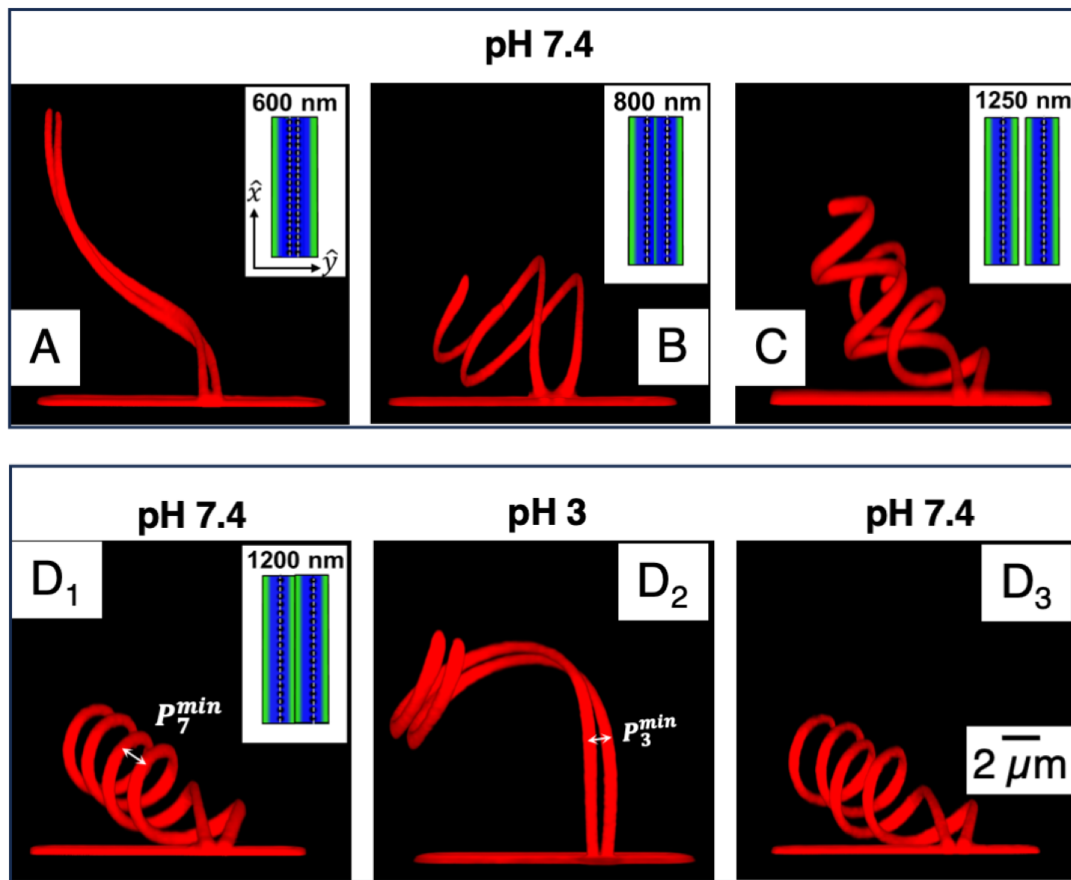 pH 7.4
600 nm
x̂
ŷ
A
800 nm
B
1250 nm
C
pH 7.4
pH 3
pH 7.4
D₁
1200 nm
P₇ᵐⁱⁿ
D₂
P₃ᵐⁱⁿ
D₃
2 μm